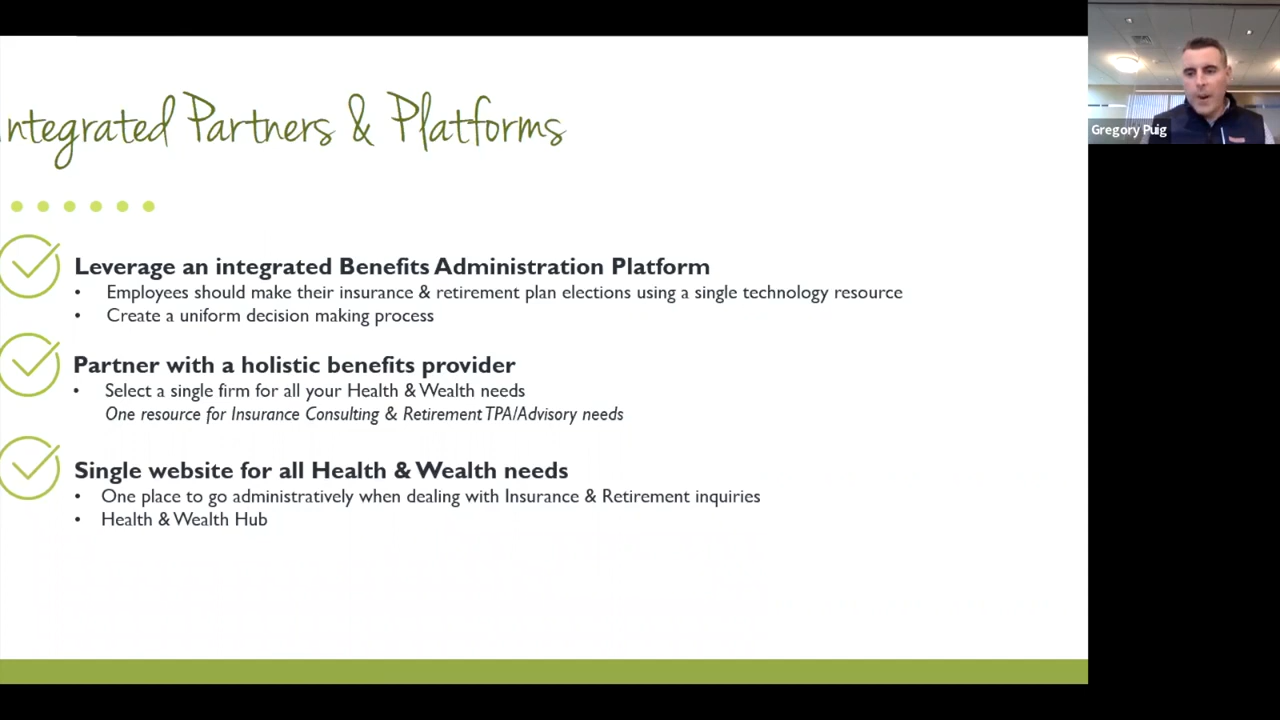 ntegrated Partners & Platforms
Gregory Puig
Leverage an integrated Benefits Administration Platform
• Employees should make their insurance & retirement plan elections using a single technology resource
• Create a uniform decision making process
Partner with a holistic benefits provider
• Select a single firm for all your Health & Wealth needs
One resource for Insurance Consulting & Retirement TPA/Advisory needs
Single website for all Health & Wealth needs
• One place to go administratively when dealing with Insurance & Retirement inquiries
• Health & Wealth Hub